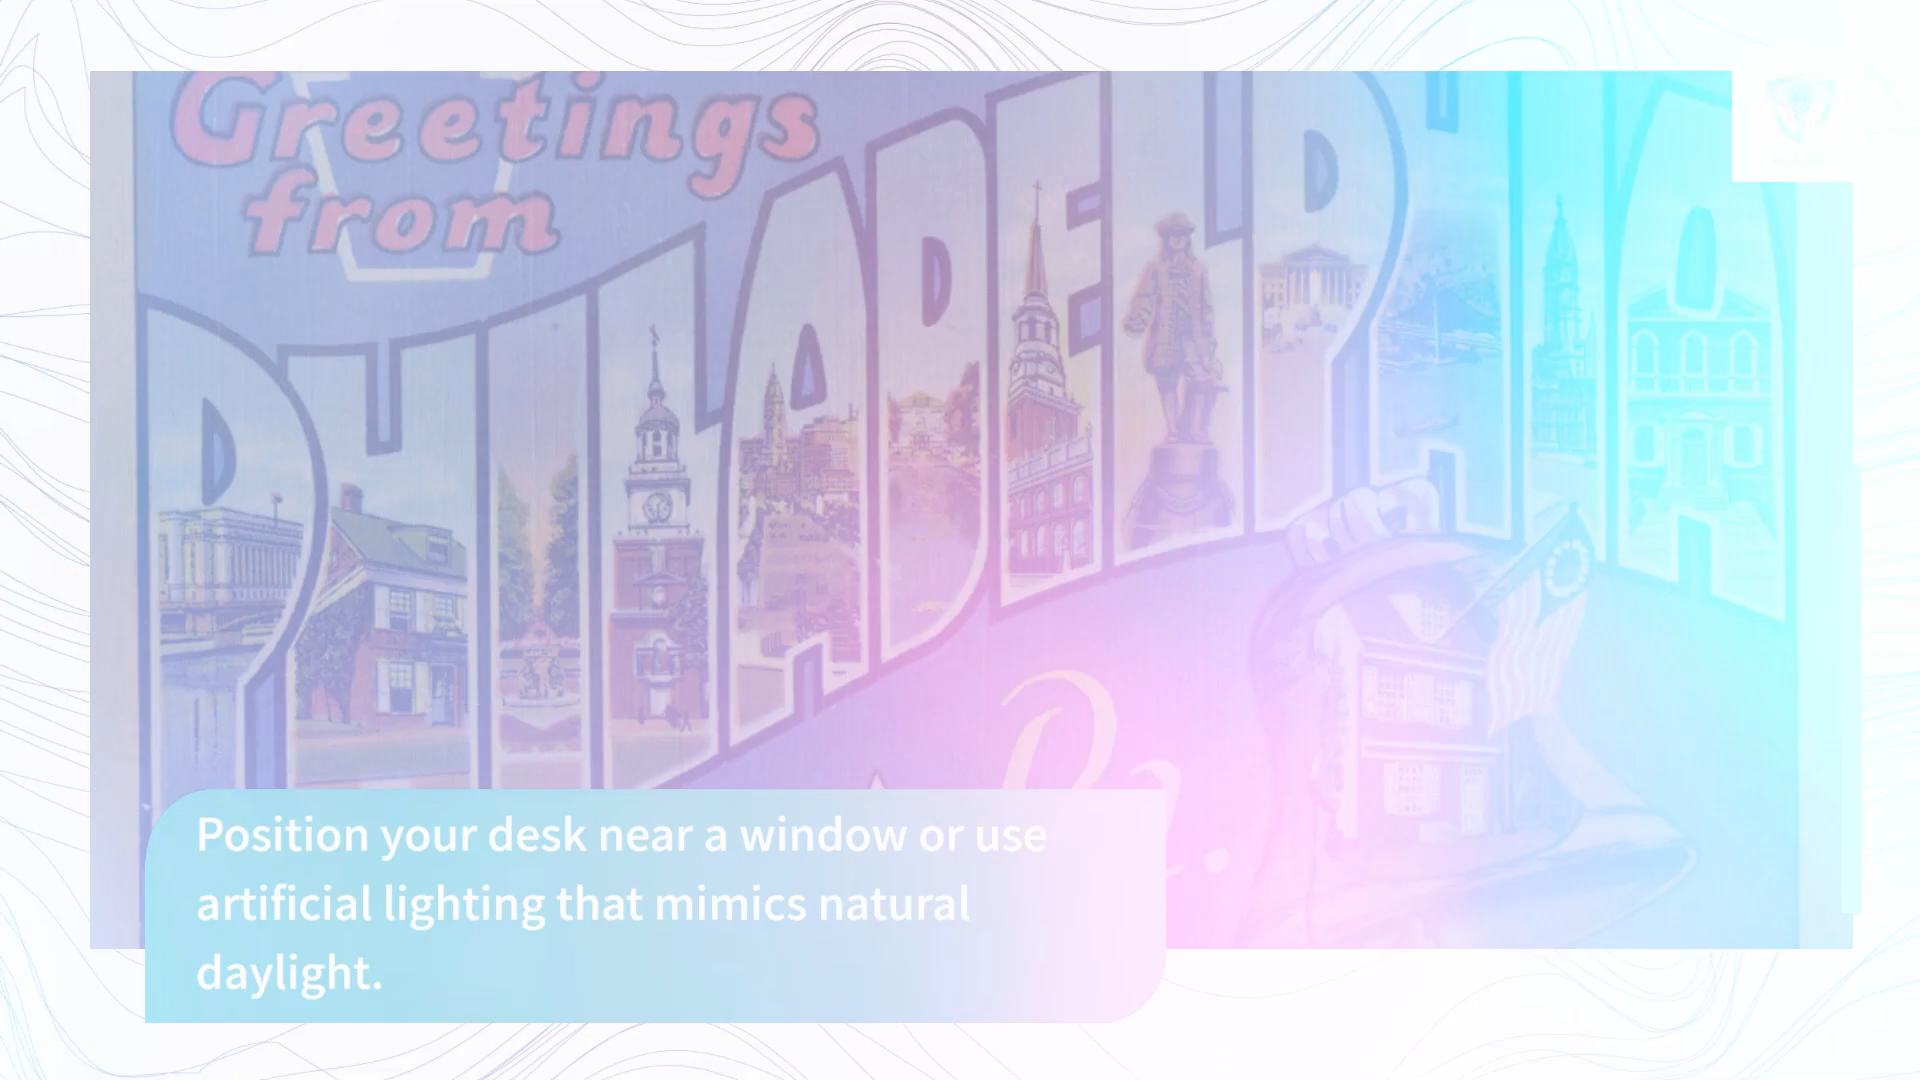 Greetings
from
PHILADELPHIA
Pa.
Position your desk near a window or use
artificial lighting that mimics natural
daylight.